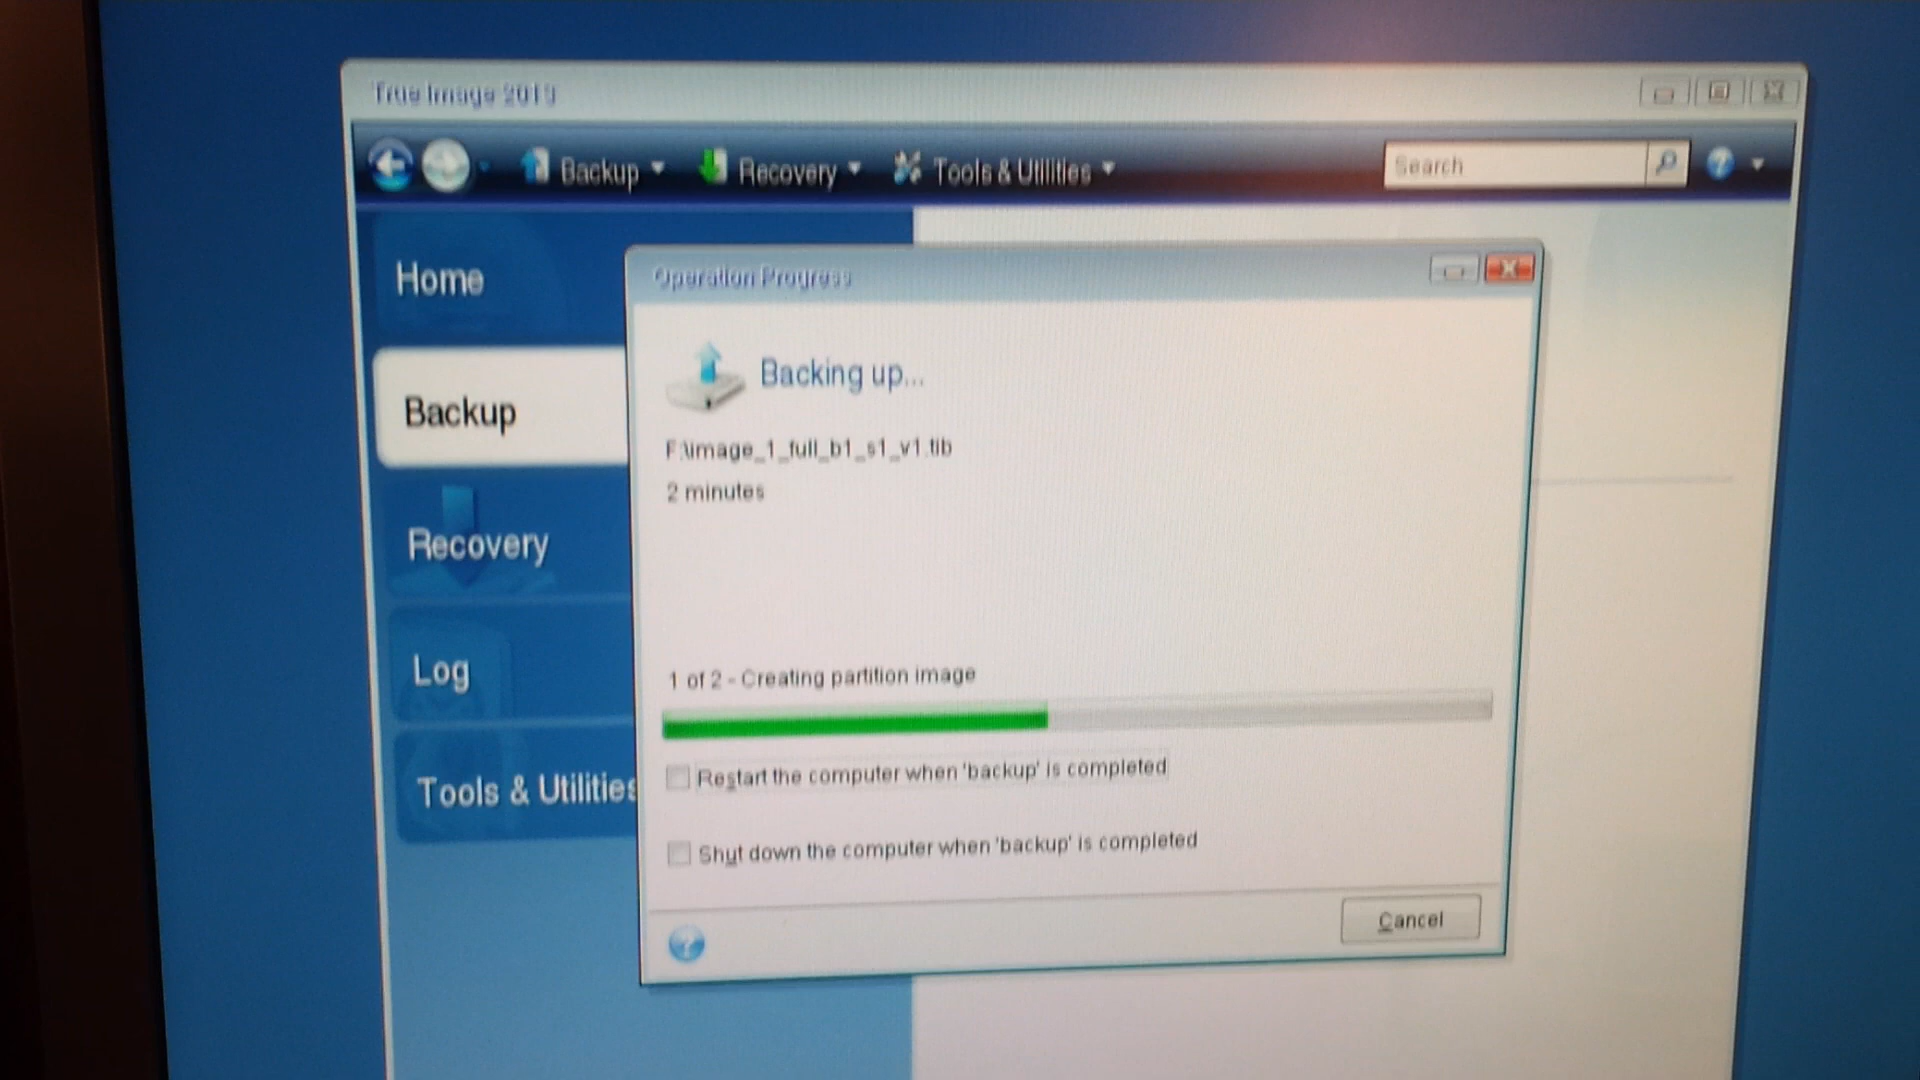 True Image 2013
Backup
Recovery
Tools & Utilities
Search
Home
Backup
Recovery
Log
Tools & Utilities
Operation Progress
Backing up...
F:\image_1_full_b1_s1_v1.tib
2 minutes
1 of 2 - Creating partition image
Restart the computer when 'backup' is completed
Shut down the computer when 'backup' is completed
Cancel